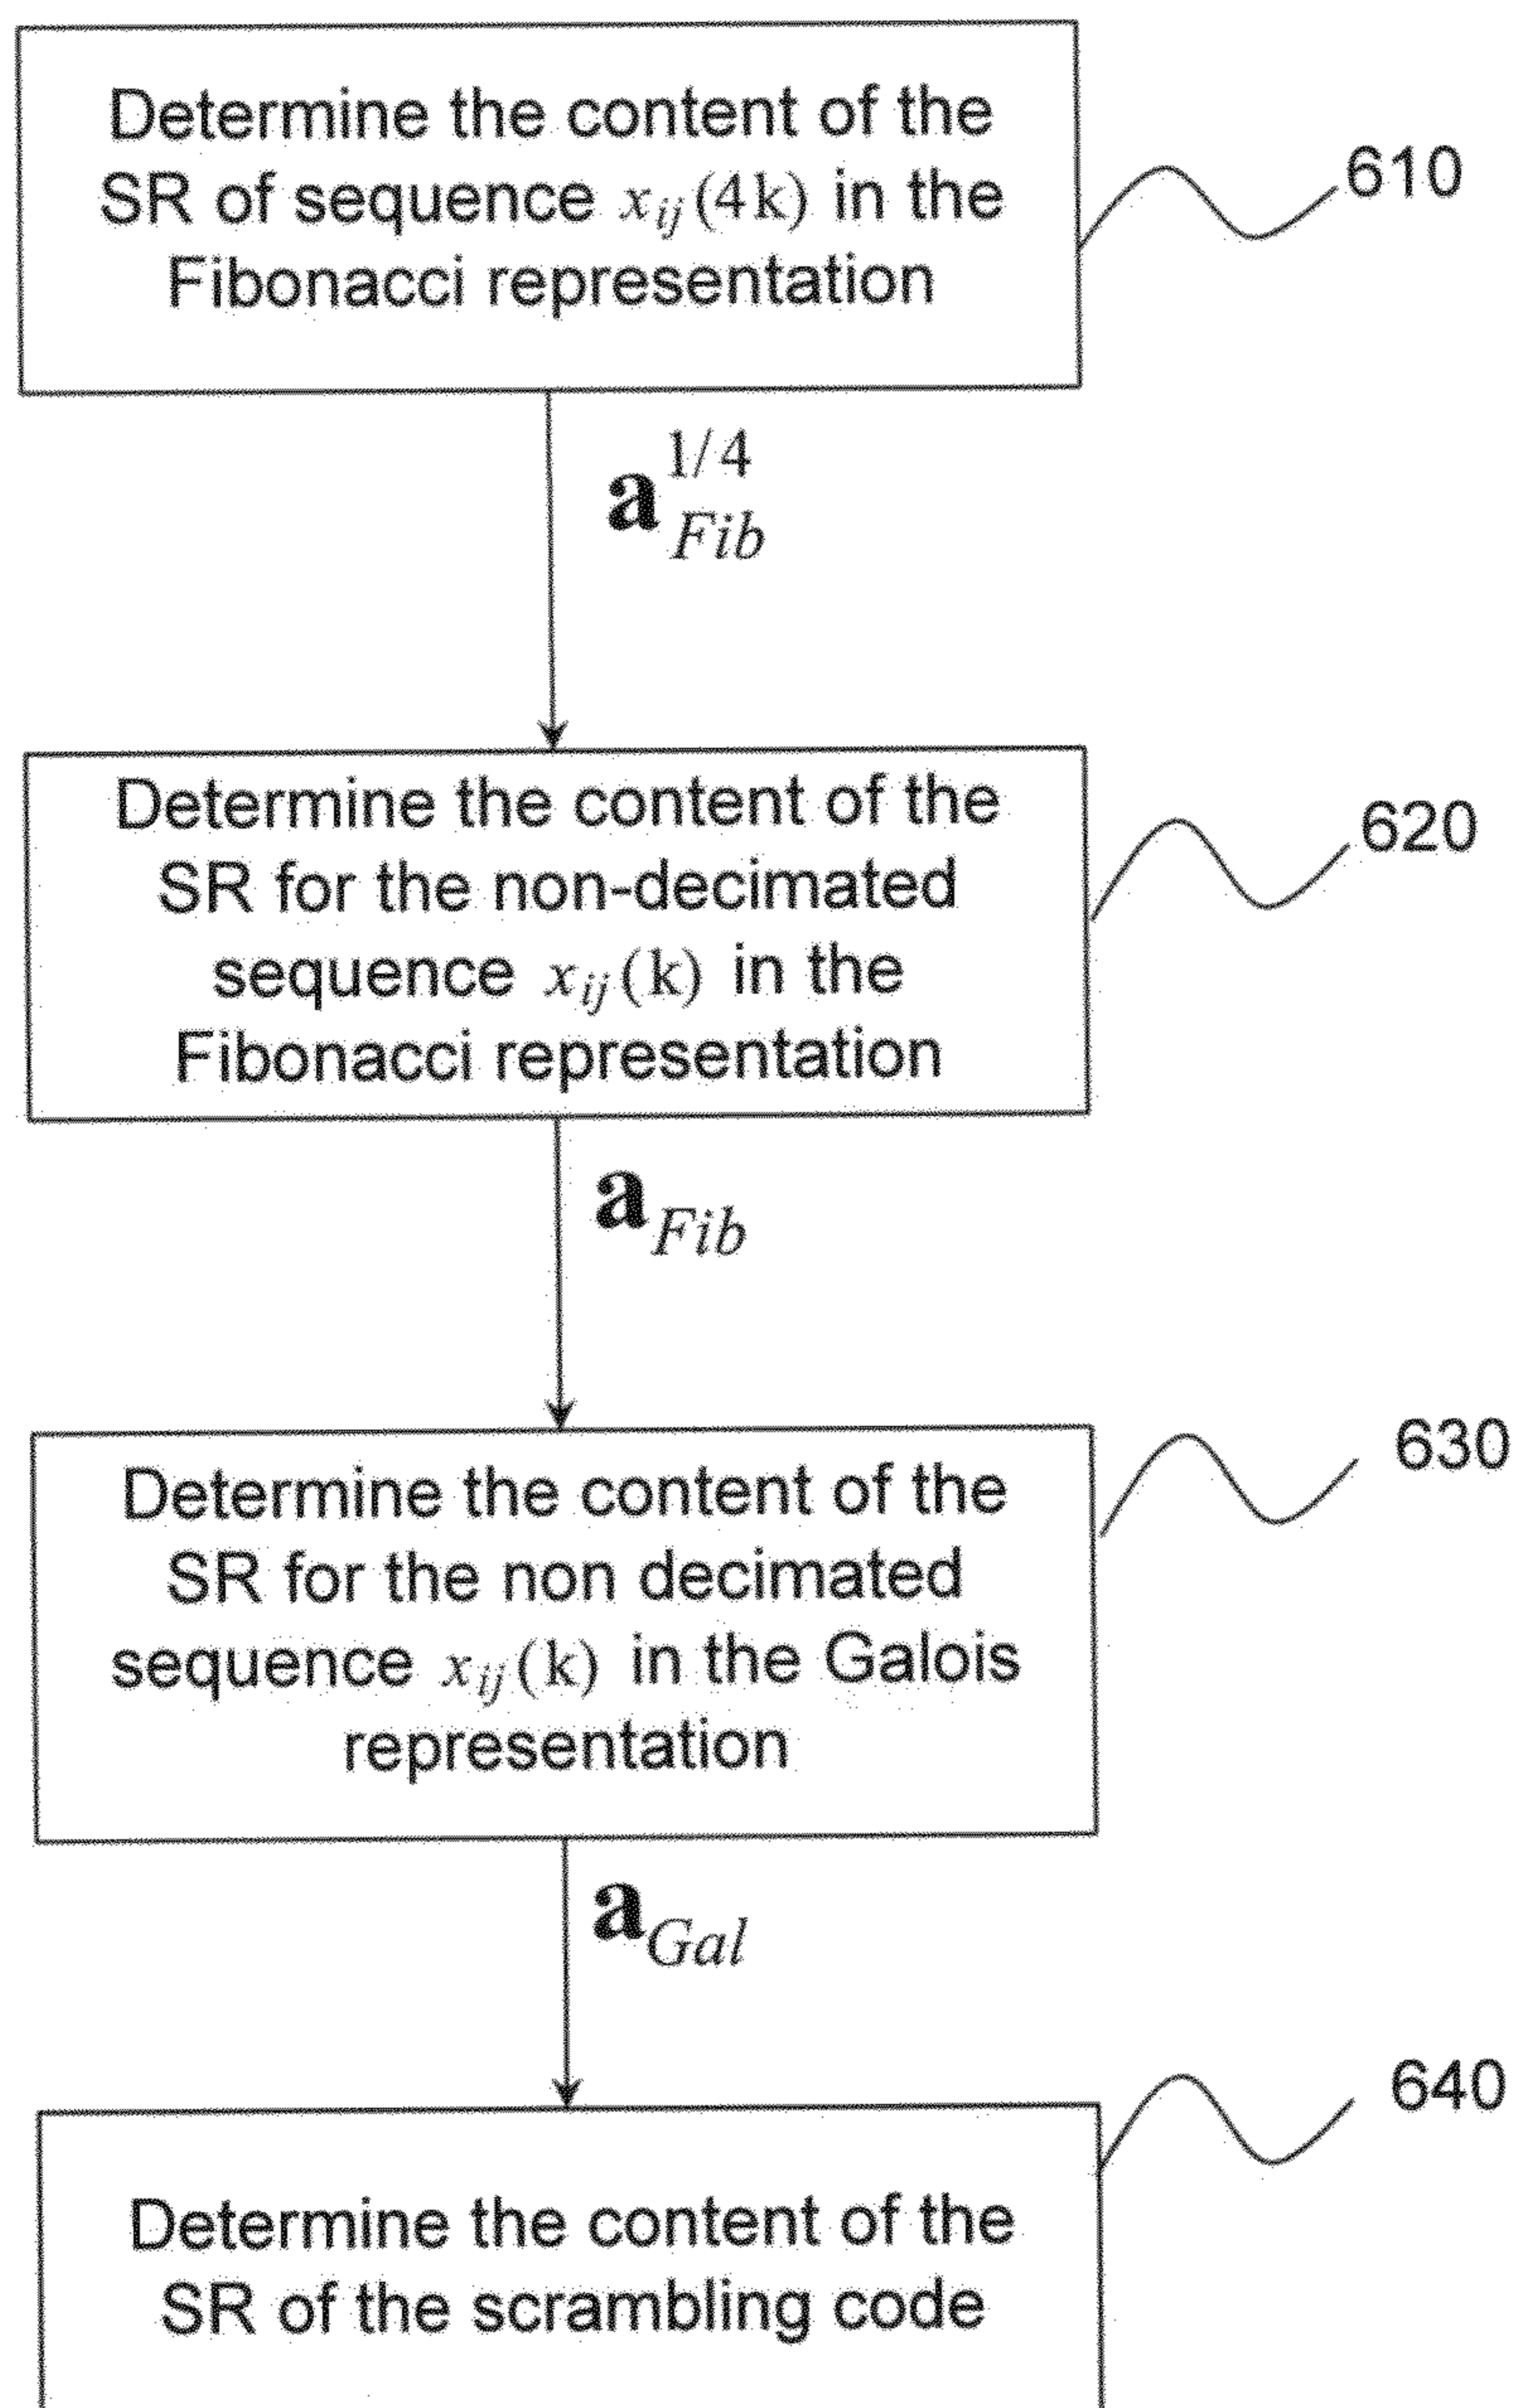 Determine the content of the
SR of sequence x_ij(4k) in the
Fibonacci representation
610
a^1/4_Fib
Determine the content of the
SR for the non-decimated
sequence x_ij(k) in the
Fibonacci representation
620
a_Fib
Determine the content of the
SR for the non decimated
sequence x_ij(k) in the Galois
representation
630
a_Gal
Determine the content of the
SR of the scrambling code
640